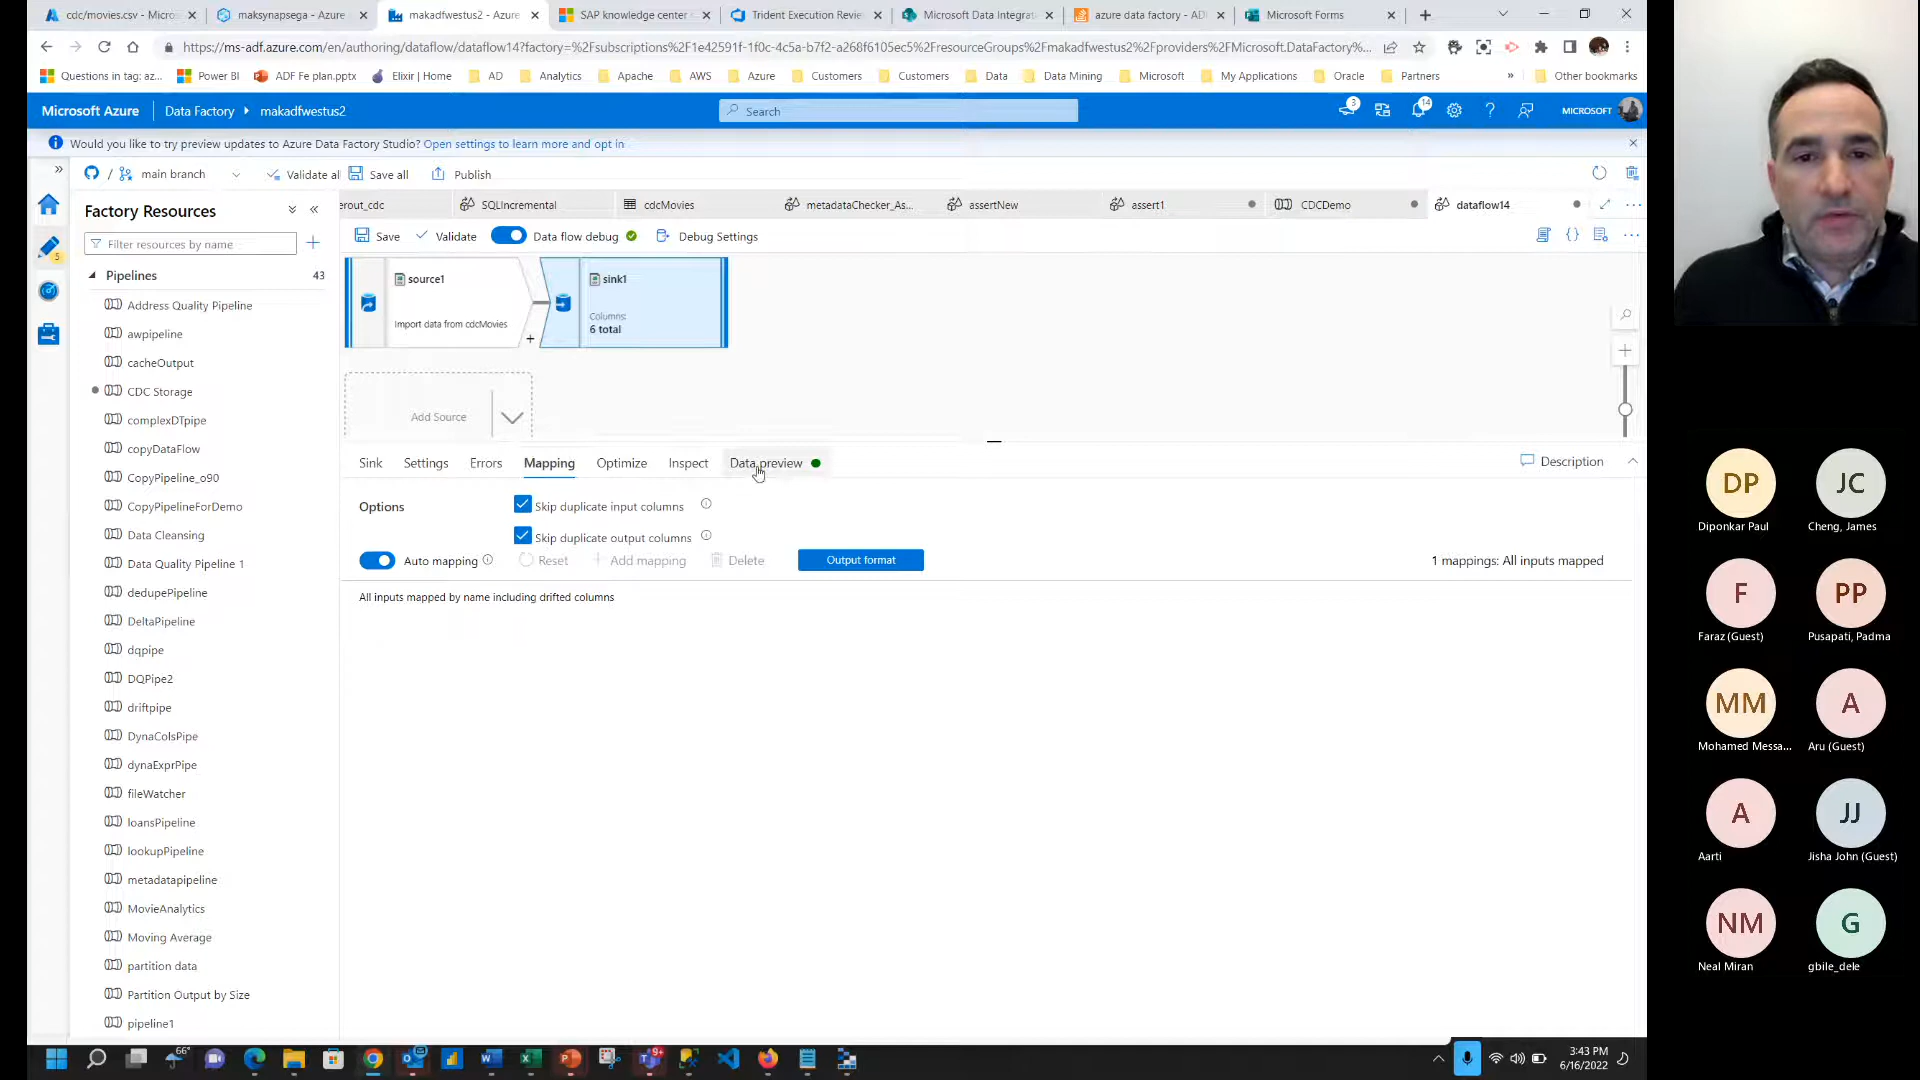 cdc/movies.csv - Micros
maksynapsega - Azure
makadfwestus2 - Azure
SAP knowledge center
Trident Execution Revie
Microsoft Data Integrat
azure data factory - AD
Microsoft Forms
https://ms-adf.azure.com/en/authoring/dataflow/dataflow14?factory=%2Fsubscriptions%2F1e42591f-1f0c-4c5a-b7f2-a268f6105ec5%2FresourceGroups%2Fmakadfwestus2%2Fproviders%2FMicrosoft.DataFactory%...
Questions in tag: az...
Power BI
ADF Fe plan.pptx
Elixir | Home
AD
Analytics
Apache
AWS
Azure
Customers
Customers
Data
Data Mining
Microsoft
My Applications
Oracle
Partners
»
Other bookmarks
Microsoft Azure
Data Factory
makadfwestus2
Search
3
14
MICROSOFT
Would you like to try preview updates to Azure Data Factory Studio? Open settings to learn more and opt in
/ main branch
Validate all
Save all
Publish
Factory Resources
erout_cdc
SQLIncremental
cdcMovies
metadataChecker_As...
assertNew
assert1
CDCDemo
dataflow14
Filter resources by name
Save
Validate
Data flow debug
Debug Settings
5
Pipelines 43
Address Quality Pipeline
awpipeline
cacheOutput
CDC Storage
complexDTpipe
copyDataFlow
CopyPipeline_o90
CopyPipelineForDemo
Data Cleansing
Data Quality Pipeline 1
dedupePipeline
DeltaPipeline
dqpipe
DQPipe2
driftpipe
DynaColsPipe
dynaExprPipe
fileWatcher
loansPipeline
lookupPipeline
metadatapipeline
MovieAnalytics
Moving Average
partition data
Partition Output by Size
pipeline1
source1
Import data from cdcMovies
sink1
Columns:
6 total
Add Source
Sink
Settings
Errors
Mapping
Optimize
Inspect
Data preview
Description
Options
Skip duplicate input columns
Skip duplicate output columns
Auto mapping
Reset
Add mapping
Delete
Output format
1 mappings: All inputs mapped
All inputs mapped by name including drifted columns
DP
Diponkar Paul
JC
Cheng, James
F
Faraz (Guest)
PP
Pusapati, Padma
MM
Mohamed Messa...
A
Aru (Guest)
A
Aarti
JJ
Jisha John (Guest)
NM
Neal Miran
G
gbile_dele
66°
9+
3:43 PM
6/16/2022